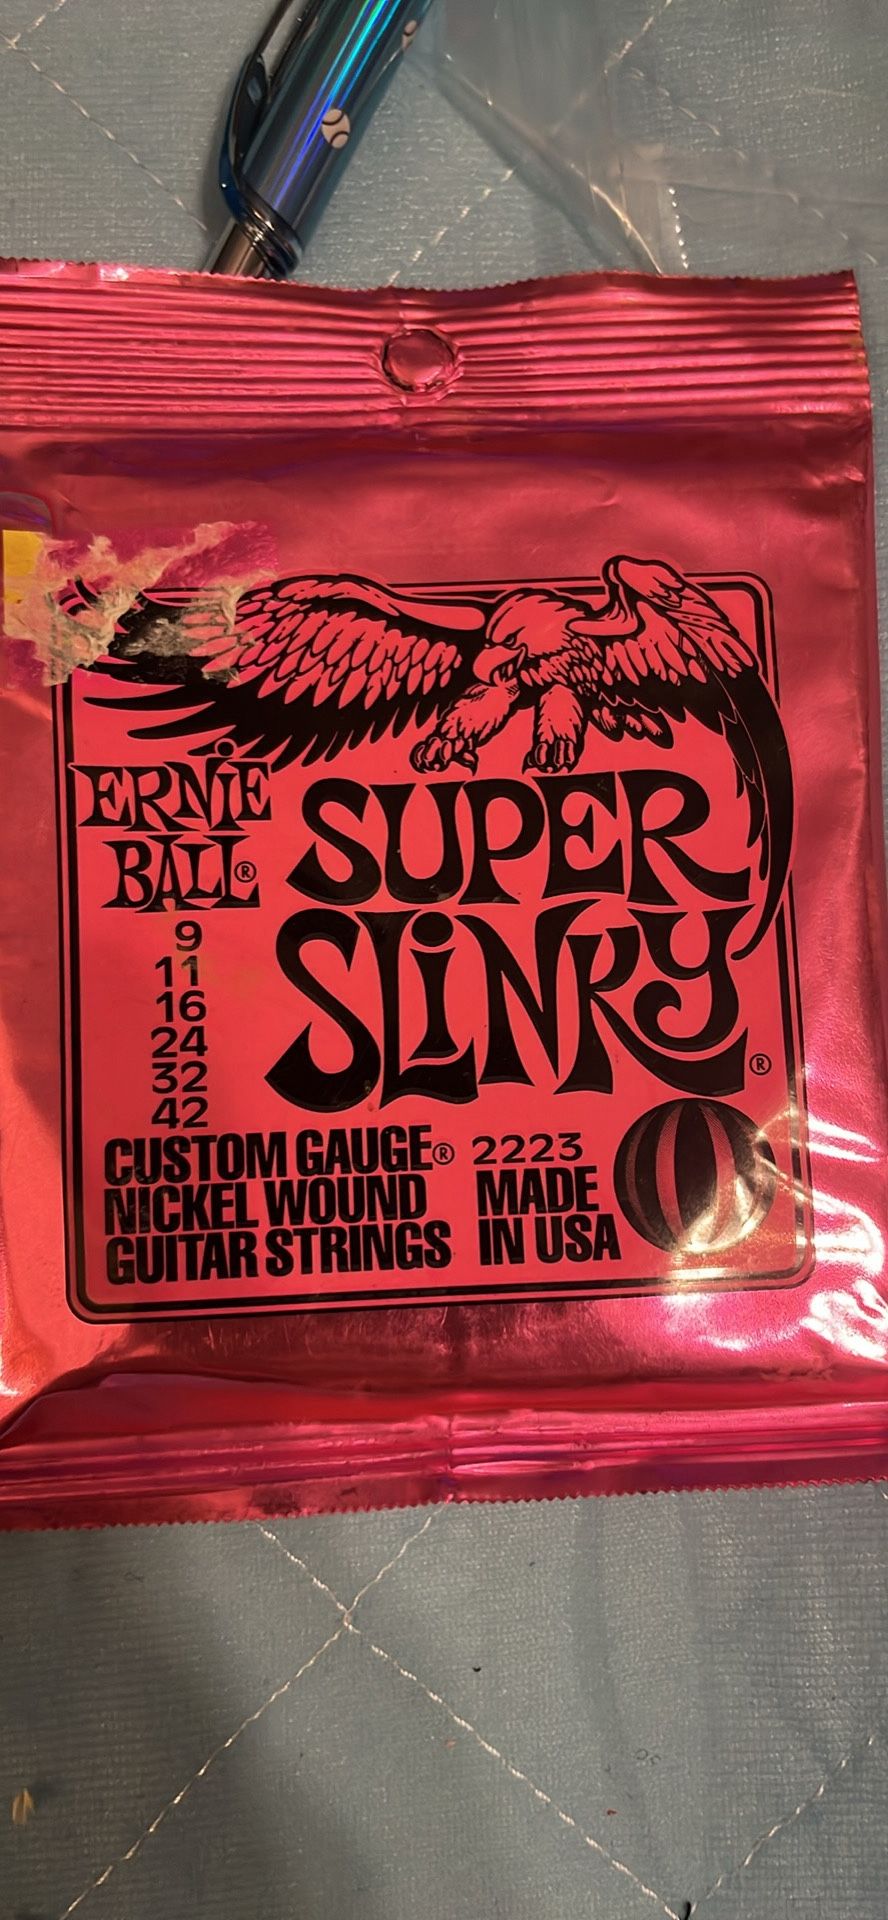 ERNIE
BALL®
SUPER
SLINKY®
9
11
16
24
32
42
CUSTOM GAUGE® 2223
NICKEL WOUND
GUITAR STRINGS
MADE
IN USA